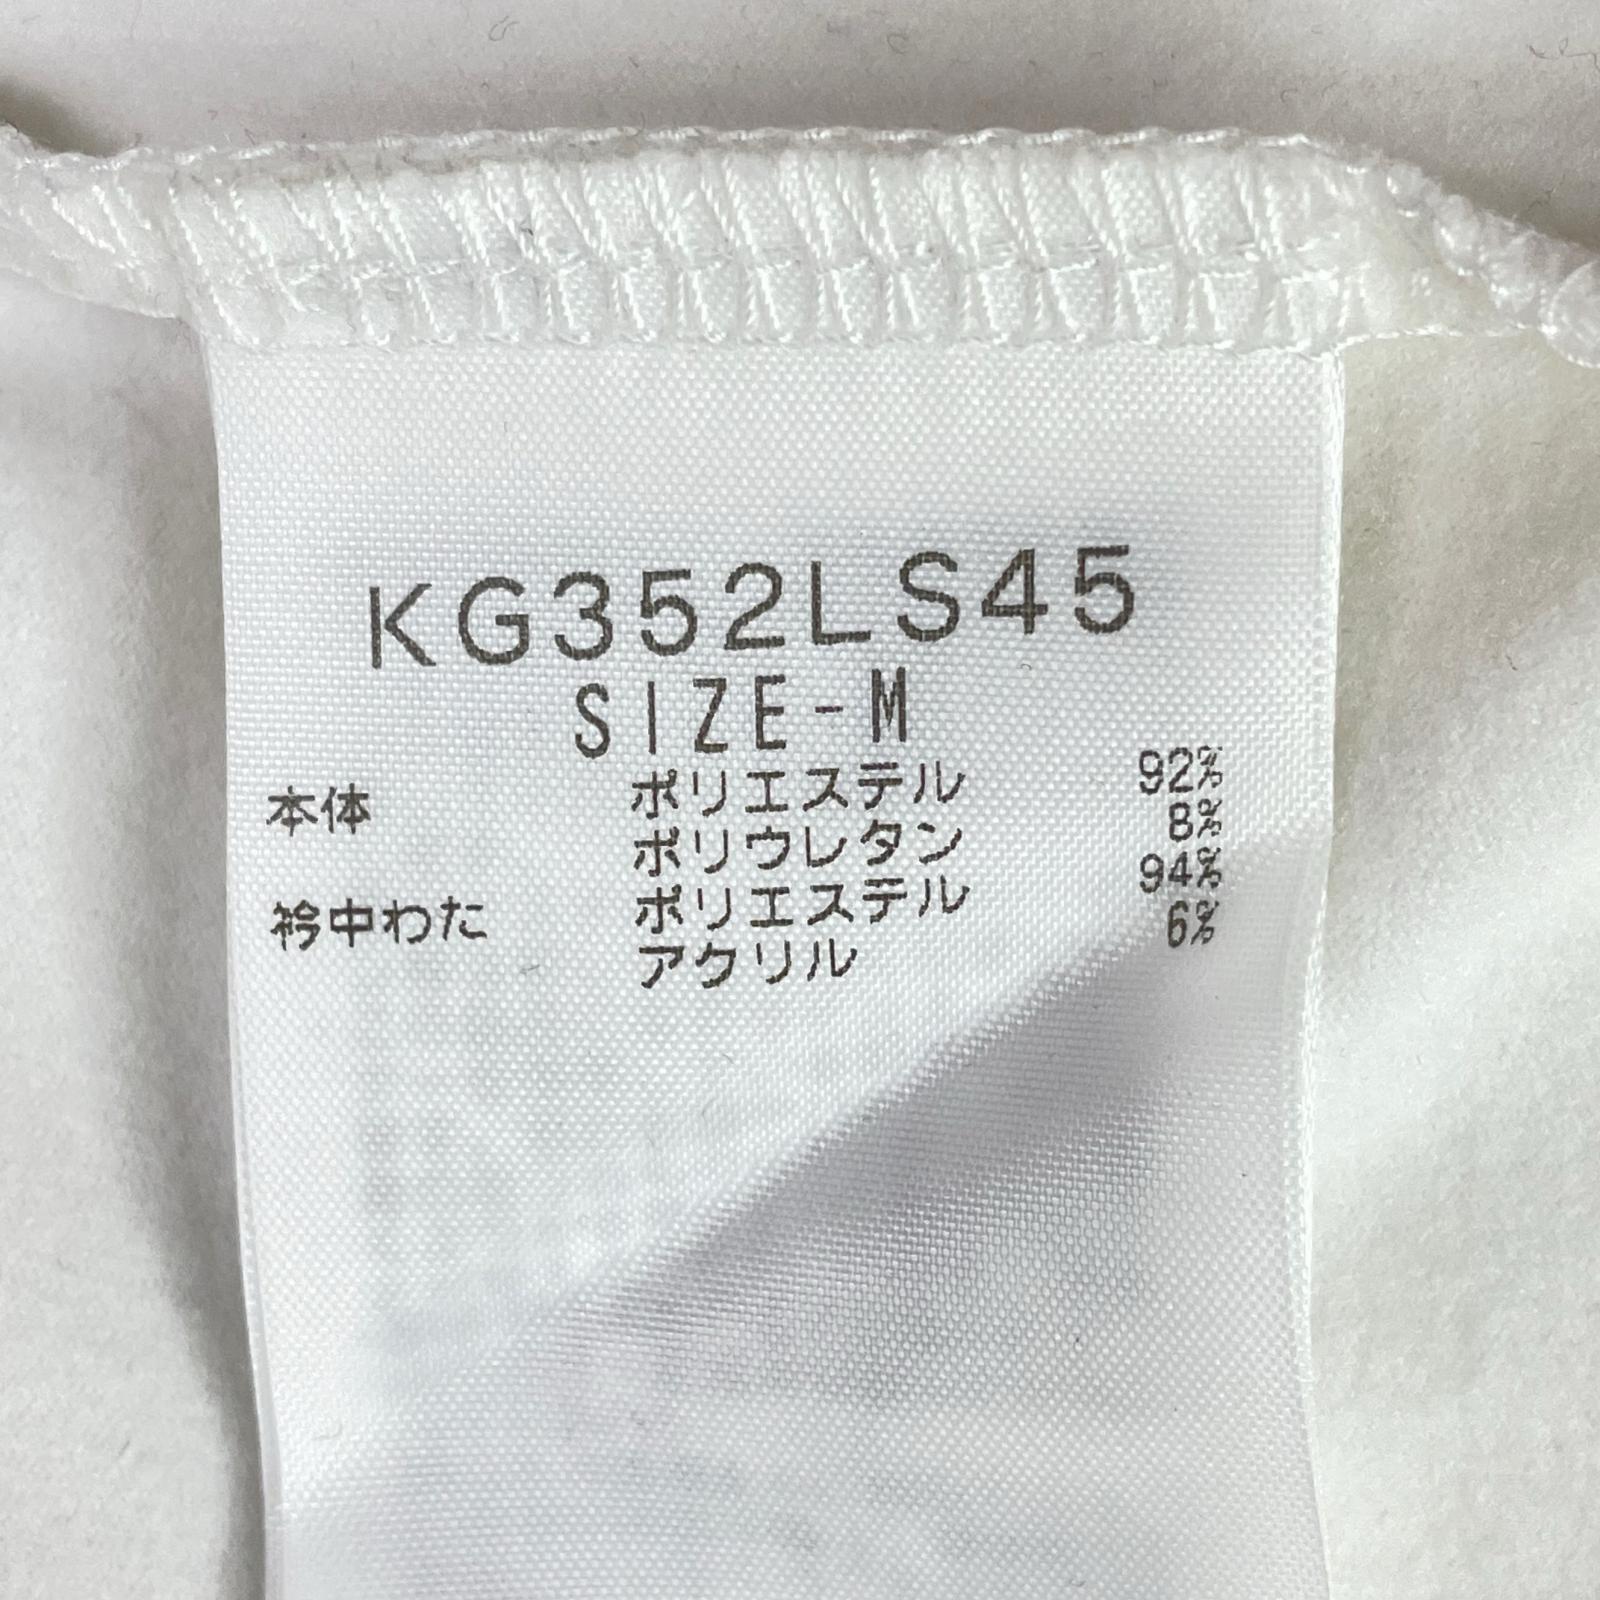 KG352LS45
SIZE-M
本体 ポリエステル 92%
ポリウレタン 8%
衿中わた ポリエステル 94%
アクリル 6%